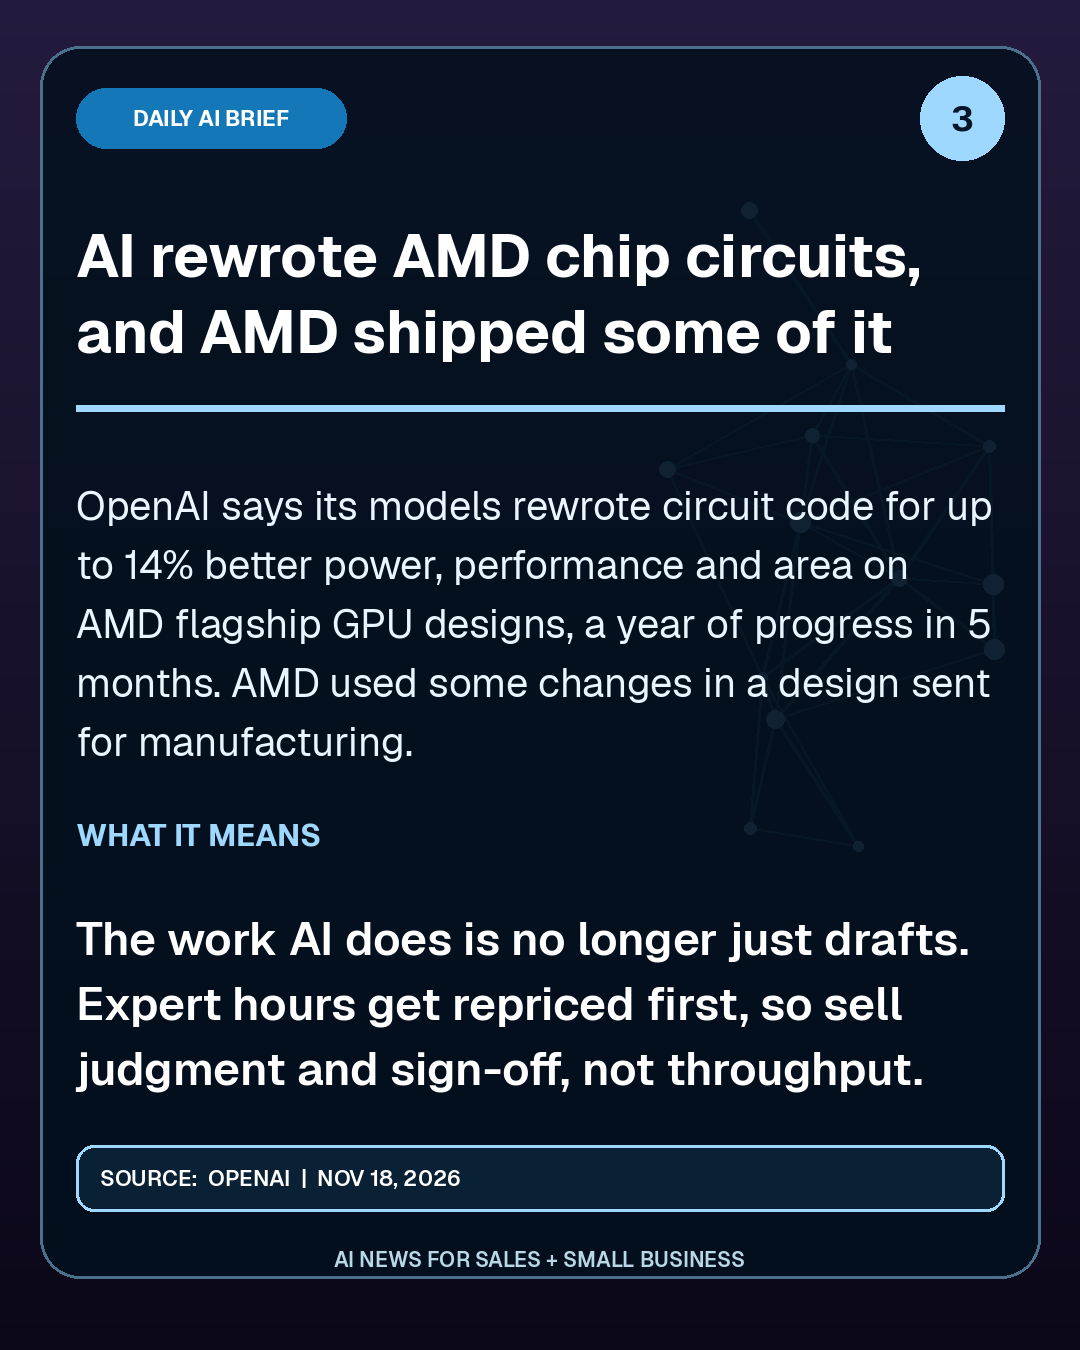 DAILY AI BRIEF
3
AI rewrote AMD chip circuits,
and AMD shipped some of it
OpenAI says its models rewrote circuit code for up
to 14% better power, performance and area on
AMD flagship GPU designs, a year of progress in 5
months. AMD used some changes in a design sent
for manufacturing.
WHAT IT MEANS
The work AI does is no longer just drafts.
Expert hours get repriced first, so sell
judgment and sign-off, not throughput.
SOURCE: OPENAI | NOV 18, 2026
AI NEWS FOR SALES + SMALL BUSINESS